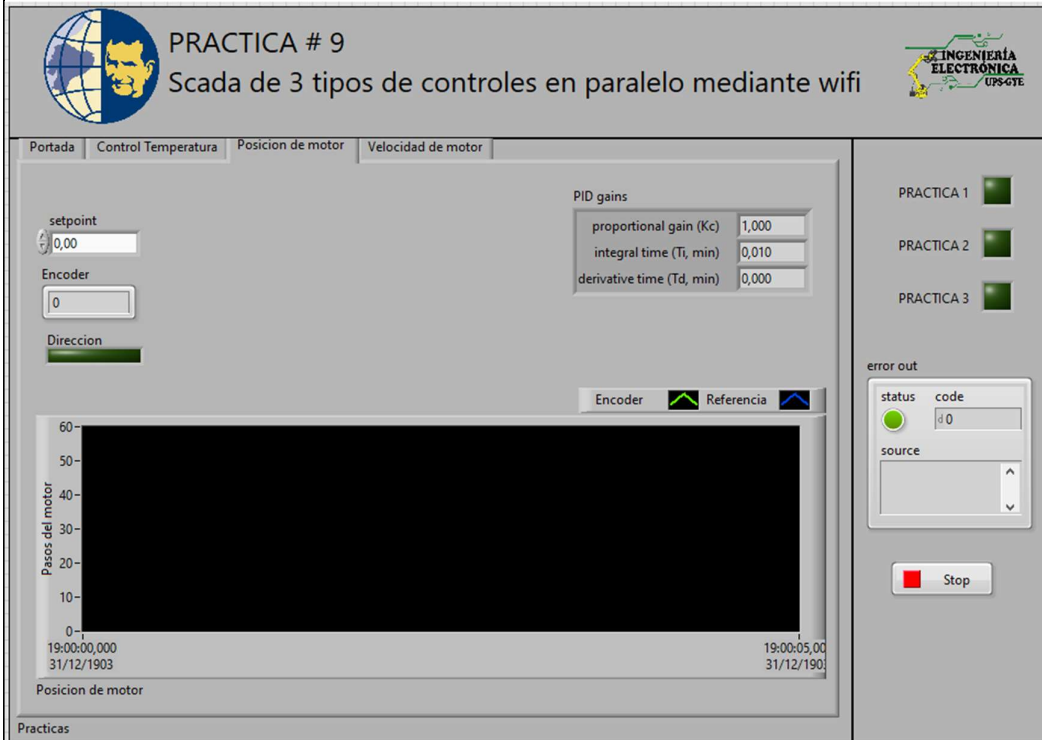 PRACTICA # 9
Scada de 3 tipos de controles en paralelo mediante wifi
INGENIERÍA
ELECTRÓNICA
UPS-GYE
Portada
Control Temperatura
Posicion de motor
Velocidad de motor
setpoint
0,00
Encoder
0
Direccion
PID gains
proportional gain (Kc) 1,000
integral time (Ti, min) 0,010
derivative time (Td, min) 0,000
Encoder
Referencia
Pasos del motor
60
50
40
30
20
10
0
19:00:00,000
31/12/1903
19:00:05,00
31/12/190
Posicion de motor
Practicas
PRACTICA 1
PRACTICA 2
PRACTICA 3
error out
status
code
d 0
source
Stop